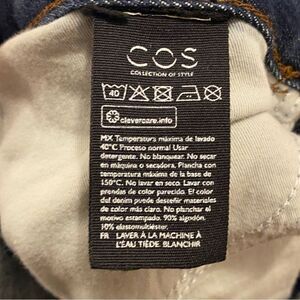 COS
COLLECTION OF STYLE
40
clevercare.info
MX Temperatura máxima de lavado
40°C Proceso normal Usar
detergente. No blanquear. No secar
en máquina o secadora. Plancha con
temperatura máxima de la base de
150°C. No lavar en seco. Lavar con
prendas de color parecido. El color
del denim puede desteñir materiales
de color más claro. No planchar el
motivo estampado. 90% algodón,
10% elastomultiéster.
FR LAVER À LA MACHINE À
L'EAU TIÈDE BLANCHIR